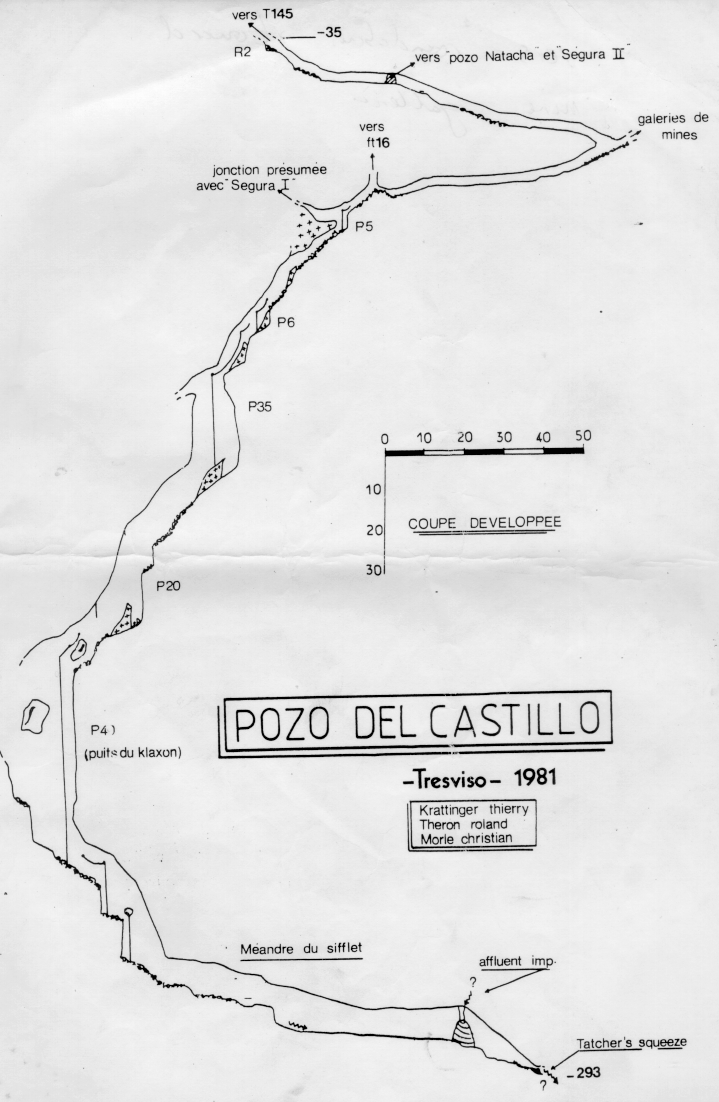 vers T145
-35
R2
vers "pozo Natacha" et "Segura II"
galeries de
mines
vers
ft16
jonction présumée
avec "Segura I"
P5
P6
P35
0 10 20 30 40 50
10
20
30
COUPE DEVELOPPEE
P20
POZO DEL CASTILLO
-Tresviso- 1981
Krattinger thierry
Theron roland
Morle christian
(puits du klaxon)
Méandre du sifflet
affluent imp.
?
Tatcher's squeeze
-293
?